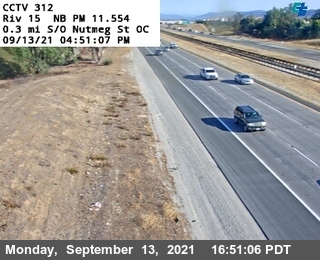 CCTV 312
Riv 15 NB PM 11.554
0.3 mi S/O Nutmeg St OC
09/13/21 04:51:07 PM
Monday, September 13, 2021 16:51:06 PDT